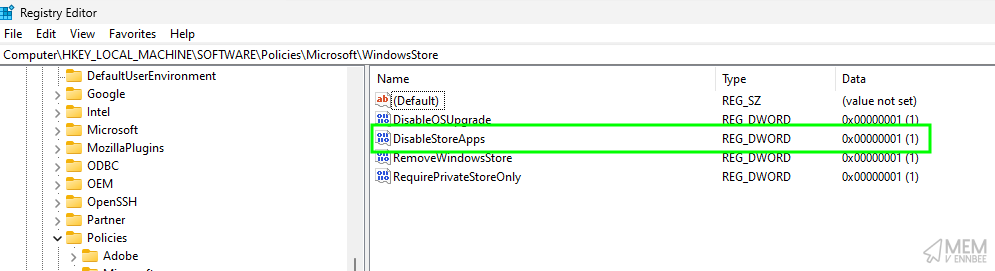 Registry Editor
File Edit View Favorites Help
Computer\HKEY_LOCAL_MACHINE\SOFTWARE\Policies\Microsoft\WindowsStore
DefaultUserEnvironment
Google
Intel
Microsoft
MozillaPlugins
ODBC
OEM
OpenSSH
Partner
Policies
Adobe
Name Type Data
ab (Default) REG_SZ (value not set)
DisableOSUpgrade REG_DWORD 0x00000001 (1)
DisableStoreApps REG_DWORD 0x00000001 (1)
RemoveWindowsStore REG_DWORD 0x00000001 (1)
RequirePrivateStoreOnly REG_DWORD 0x00000001 (1)
MEM
V ENNBEE